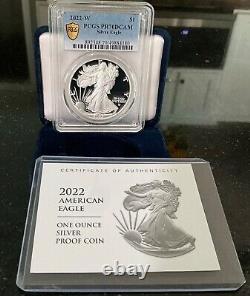 2022-W $1
PCGS PR70DCAM
Silver Eagle
CERTIFICATE OF AUTHENTICITY
2022
AMERICAN
EAGLE
ONE OUNCE
SILVER
PROOF COIN